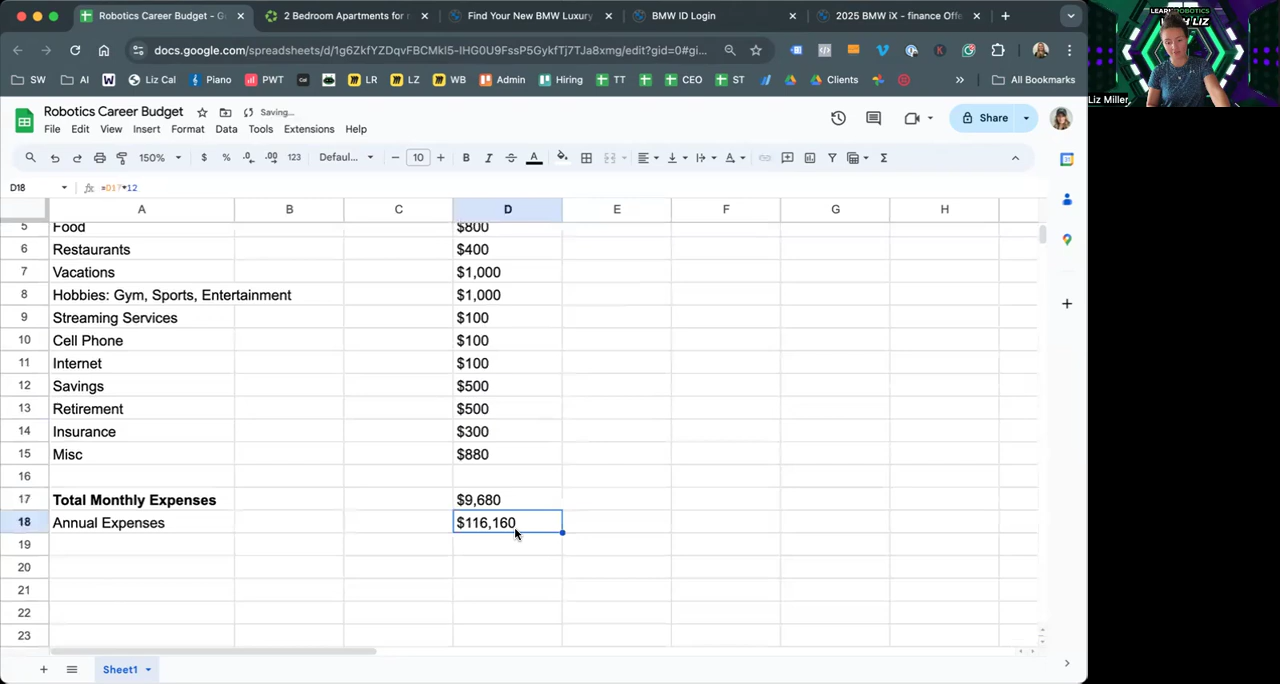 Robotics Career Budget - G
2 Bedroom Apartments for r
Find Your New BMW Luxury
BMW ID Login
2025 BMW iX - finance Offe
docs.google.com/spreadsheets/d/1g6ZkfYZDqvFBCMkI5-IHG0U9FssP5GykfTj7TJa8xmg/edit?gid=0#gi...
SW
AI
Liz Cal
Piano
PWT
LR
LZ
WB
Admin
Hiring
TT
CEO
ST
Clients
All Bookmarks
LEARN ROBOTICS
WITH LIZ
Liz Miller
Robotics Career Budget
Saving...
File Edit View Insert Format Data Tools Extensions Help
Share
150% $ % .0 .00 123 Defaul... 10 B I A
D18 fx =D17*12
A B C D E F G H
5 Food $800
6 Restaurants $400
7 Vacations $1,000
8 Hobbies: Gym, Sports, Entertainment $1,000
9 Streaming Services $100
10 Cell Phone $100
11 Internet $100
12 Savings $500
13 Retirement $500
14 Insurance $300
15 Misc $880
16
17 Total Monthly Expenses $9,680
18 Annual Expenses $116,160
19
20
21
22
23
Sheet1